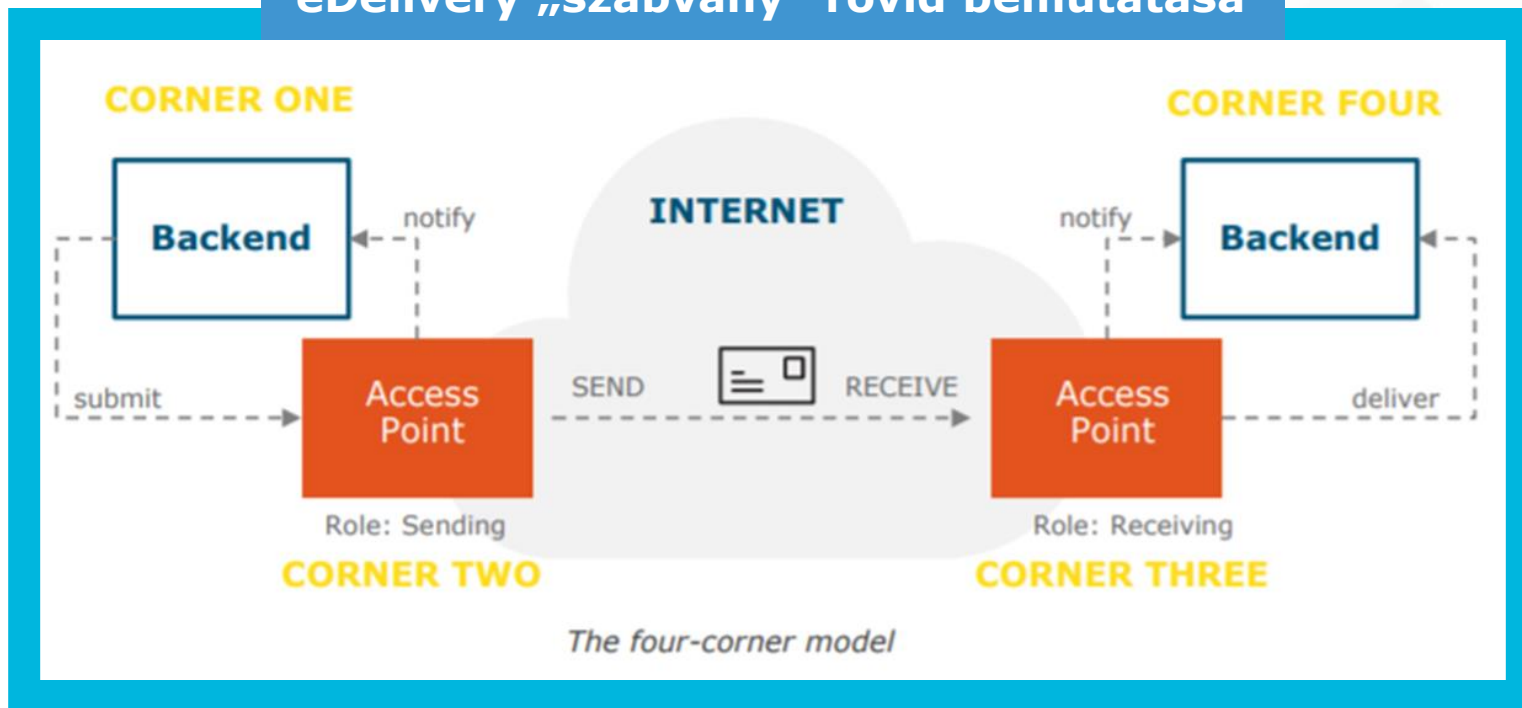 eDelivery „szabvány” rövid bemutatása
CORNER ONE
CORNER FOUR
Backend
notify
INTERNET
notify
Backend
submit
Access
Point
SEND
RECEIVE
Access
Point
deliver
Role: Sending
Role: Receiving
CORNER TWO
CORNER THREE
The four-corner model